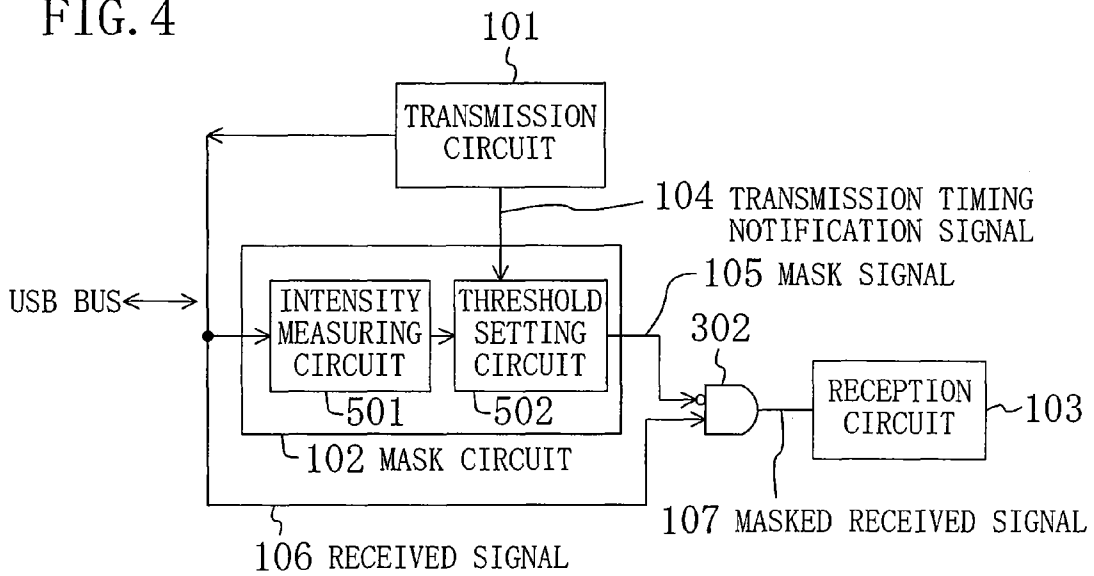 FIG. 4
101
TRANSMISSION
CIRCUIT
104 TRANSMISSION TIMING
NOTIFICATION SIGNAL
105 MASK SIGNAL
USB BUS
INTENSITY
MEASURING
CIRCUIT
THRESHOLD
SETTING
CIRCUIT
302
RECEPTION
CIRCUIT
103
501
502
102 MASK CIRCUIT
107 MASKED RECEIVED SIGNAL
106 RECEIVED SIGNAL